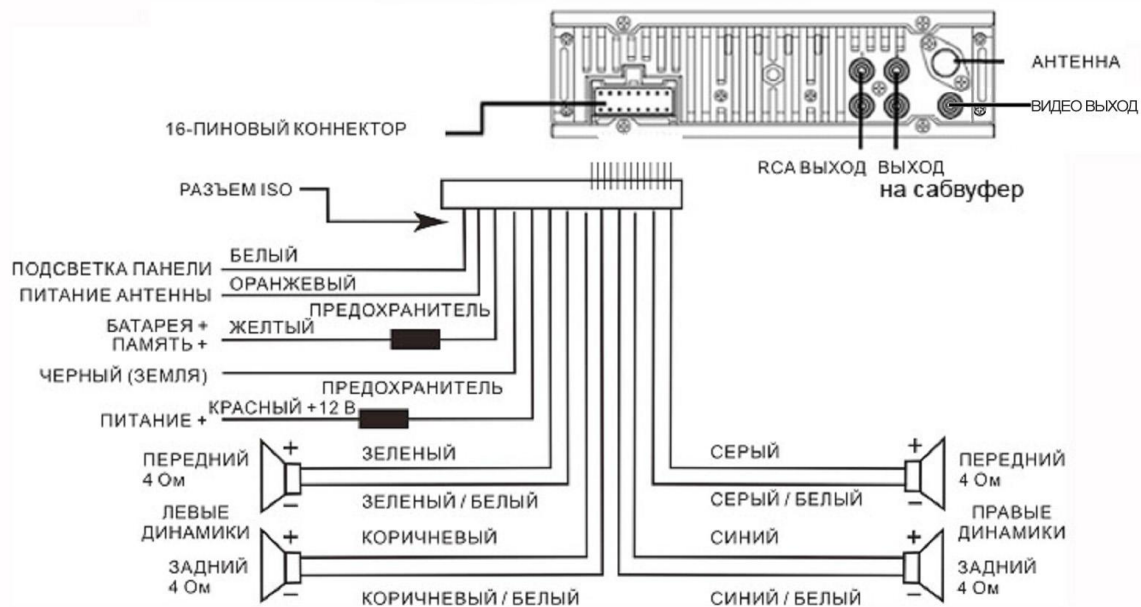 АНТЕННА
ВИДЕО ВЫХОД
16-ПИНОВЫЙ КОННЕКТОР
RCA ВЫХОД
ВЫХОД
на сабвуфер
РАЗЪЕМ ISO
ПОДСВЕТКА ПАНЕЛИ
БЕЛЫЙ
ПИТАНИЕ АНТЕННЫ
ОРАНЖЕВЫЙ
ПРЕДОХРАНИТЕЛЬ
БАТАРЕЯ +
ПАМЯТЬ +
ЖЕЛТЫЙ
ЧЕРНЫЙ (ЗЕМЛЯ)
ПРЕДОХРАНИТЕЛЬ
ПИТАНИЕ +
КРАСНЫЙ +12 В
ПЕРЕДНИЙ
4 Ом
+
−
ЗЕЛЕНЫЙ
ЗЕЛЕНЫЙ / БЕЛЫЙ
ЛЕВЫЕ
ДИНАМИКИ
ЗАДНИЙ
4 Ом
+
−
КОРИЧНЕВЫЙ
КОРИЧНЕВЫЙ / БЕЛЫЙ
СЕРЫЙ
СЕРЫЙ / БЕЛЫЙ
+
−
ПЕРЕДНИЙ
4 Ом
ПРАВЫЕ
ДИНАМИКИ
СИНИЙ
СИНИЙ / БЕЛЫЙ
+
−
ЗАДНИЙ
4 Ом